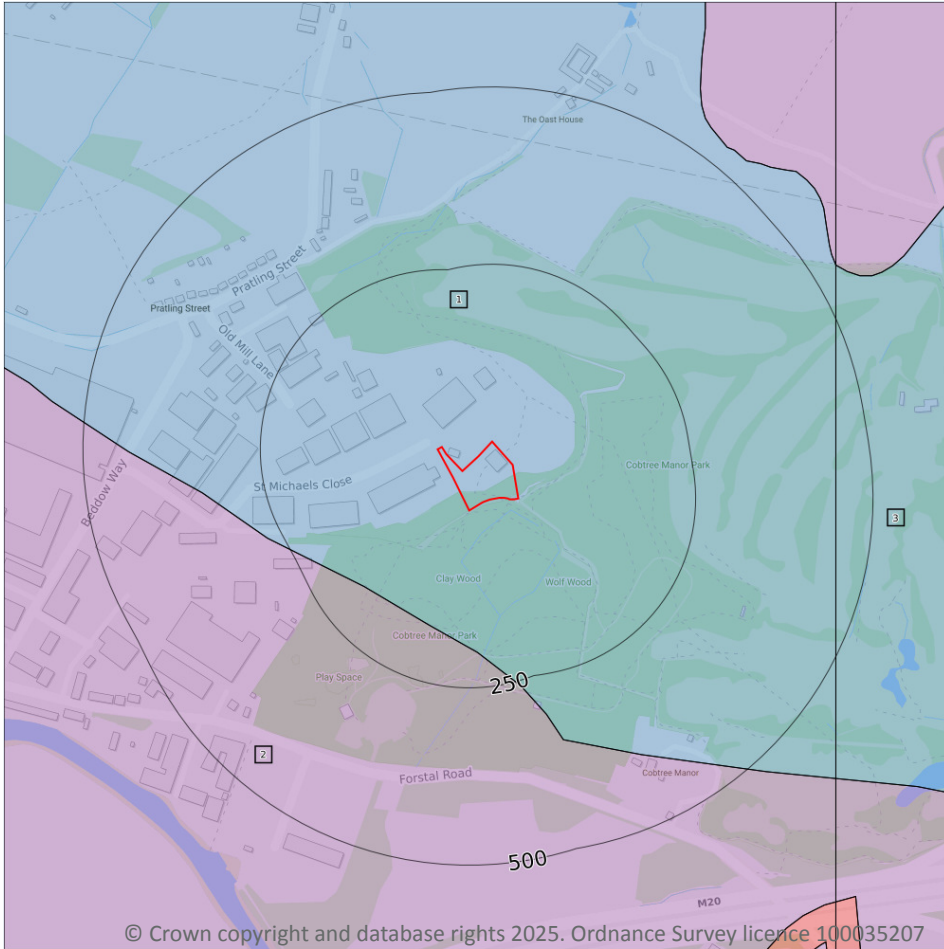 The Oast House
Pratling Street
1
Pratling Street
Old Mill Lane
Cobtree Manor Park
St Michaels Close
Beddow Way
3
Clay Wood
Wolf Wood
Cobtree Manor Park
Play Space
250
2
Forstal Road
Cobtree Manor
500
M20
© Crown copyright and database rights 2025. Ordnance Survey licence 100035207